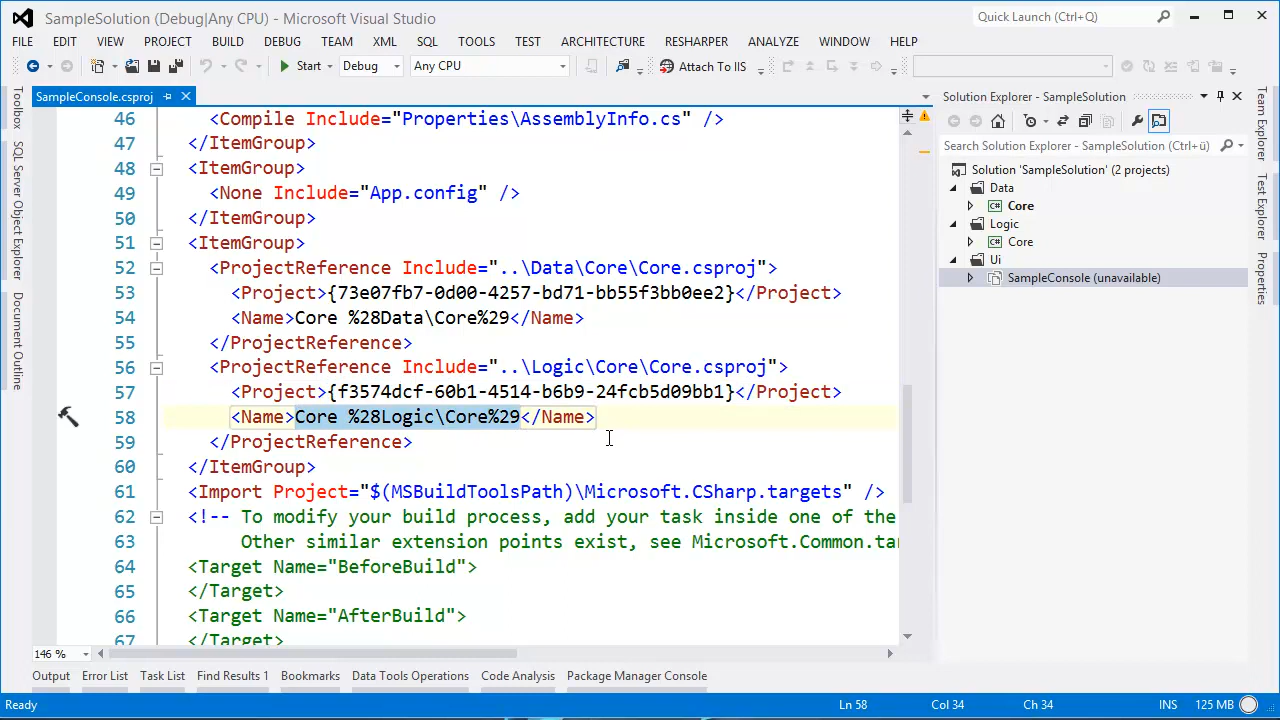 SampleSolution (Debug|Any CPU) - Microsoft Visual Studio
Quick Launch (Ctrl+Q)
FILE EDIT VIEW PROJECT BUILD DEBUG TEAM XML SQL TOOLS TEST ARCHITECTURE RESHARPER ANALYZE WINDOW HELP
Start Debug Any CPU Attach To IIS
Toolbox
SQL Server Object Explorer
Document Outline
SampleConsole.csproj
46 <Compile Include="Properties\AssemblyInfo.cs" />
47 </ItemGroup>
48 <ItemGroup>
49 <None Include="App.config" />
50 </ItemGroup>
51 <ItemGroup>
52 <ProjectReference Include="..\Data\Core\Core.csproj">
53 <Project>{73e07fb7-0d00-4257-bd71-bb55f3bb0ee2}</Project>
54 <Name>Core %28Data\Core%29</Name>
55 </ProjectReference>
56 <ProjectReference Include="..\Logic\Core\Core.csproj">
57 <Project>{f3574dcf-60b1-4514-b6b9-24fcb5d09bb1}</Project>
58 <Name>Core %28Logic\Core%29</Name>
59 </ProjectReference>
60 </ItemGroup>
61 <Import Project="$(MSBuildToolsPath)\Microsoft.CSharp.targets" />
62 <!-- To modify your build process, add your task inside one of the
63 Other similar extension points exist, see Microsoft.Common.tar
64 <Target Name="BeforeBuild">
65 </Target>
66 <Target Name="AfterBuild">
67 </Target>
146 %
Solution Explorer - SampleSolution
Search Solution Explorer - SampleSolution (Ctrl+ü)
Solution 'SampleSolution' (2 projects)
Data
Core
Logic
Core
Ui
SampleConsole (unavailable)
Team Explorer
Test Explorer
Properties
Output Error List Task List Find Results 1 Bookmarks Data Tools Operations Code Analysis Package Manager Console
Ready Ln 58 Col 34 Ch 34 INS 125 MB